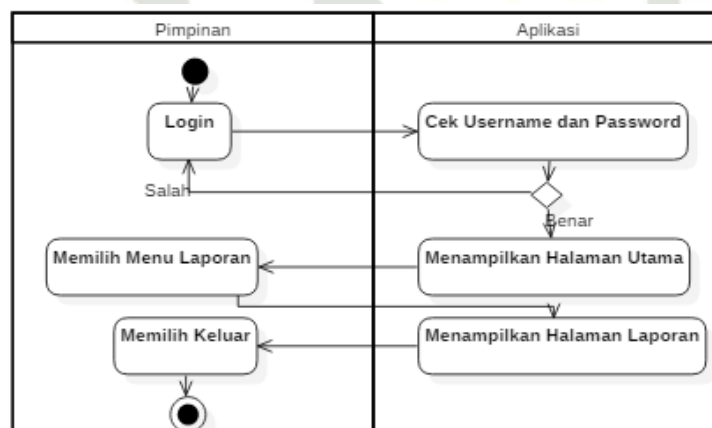 Pimpinan
Aplikasi
Login
Cek Username dan Password
Salah
Benar
Memilih Menu Laporan
Menampilkan Halaman Utama
Memilih Keluar
Menampilkan Halaman Laporan